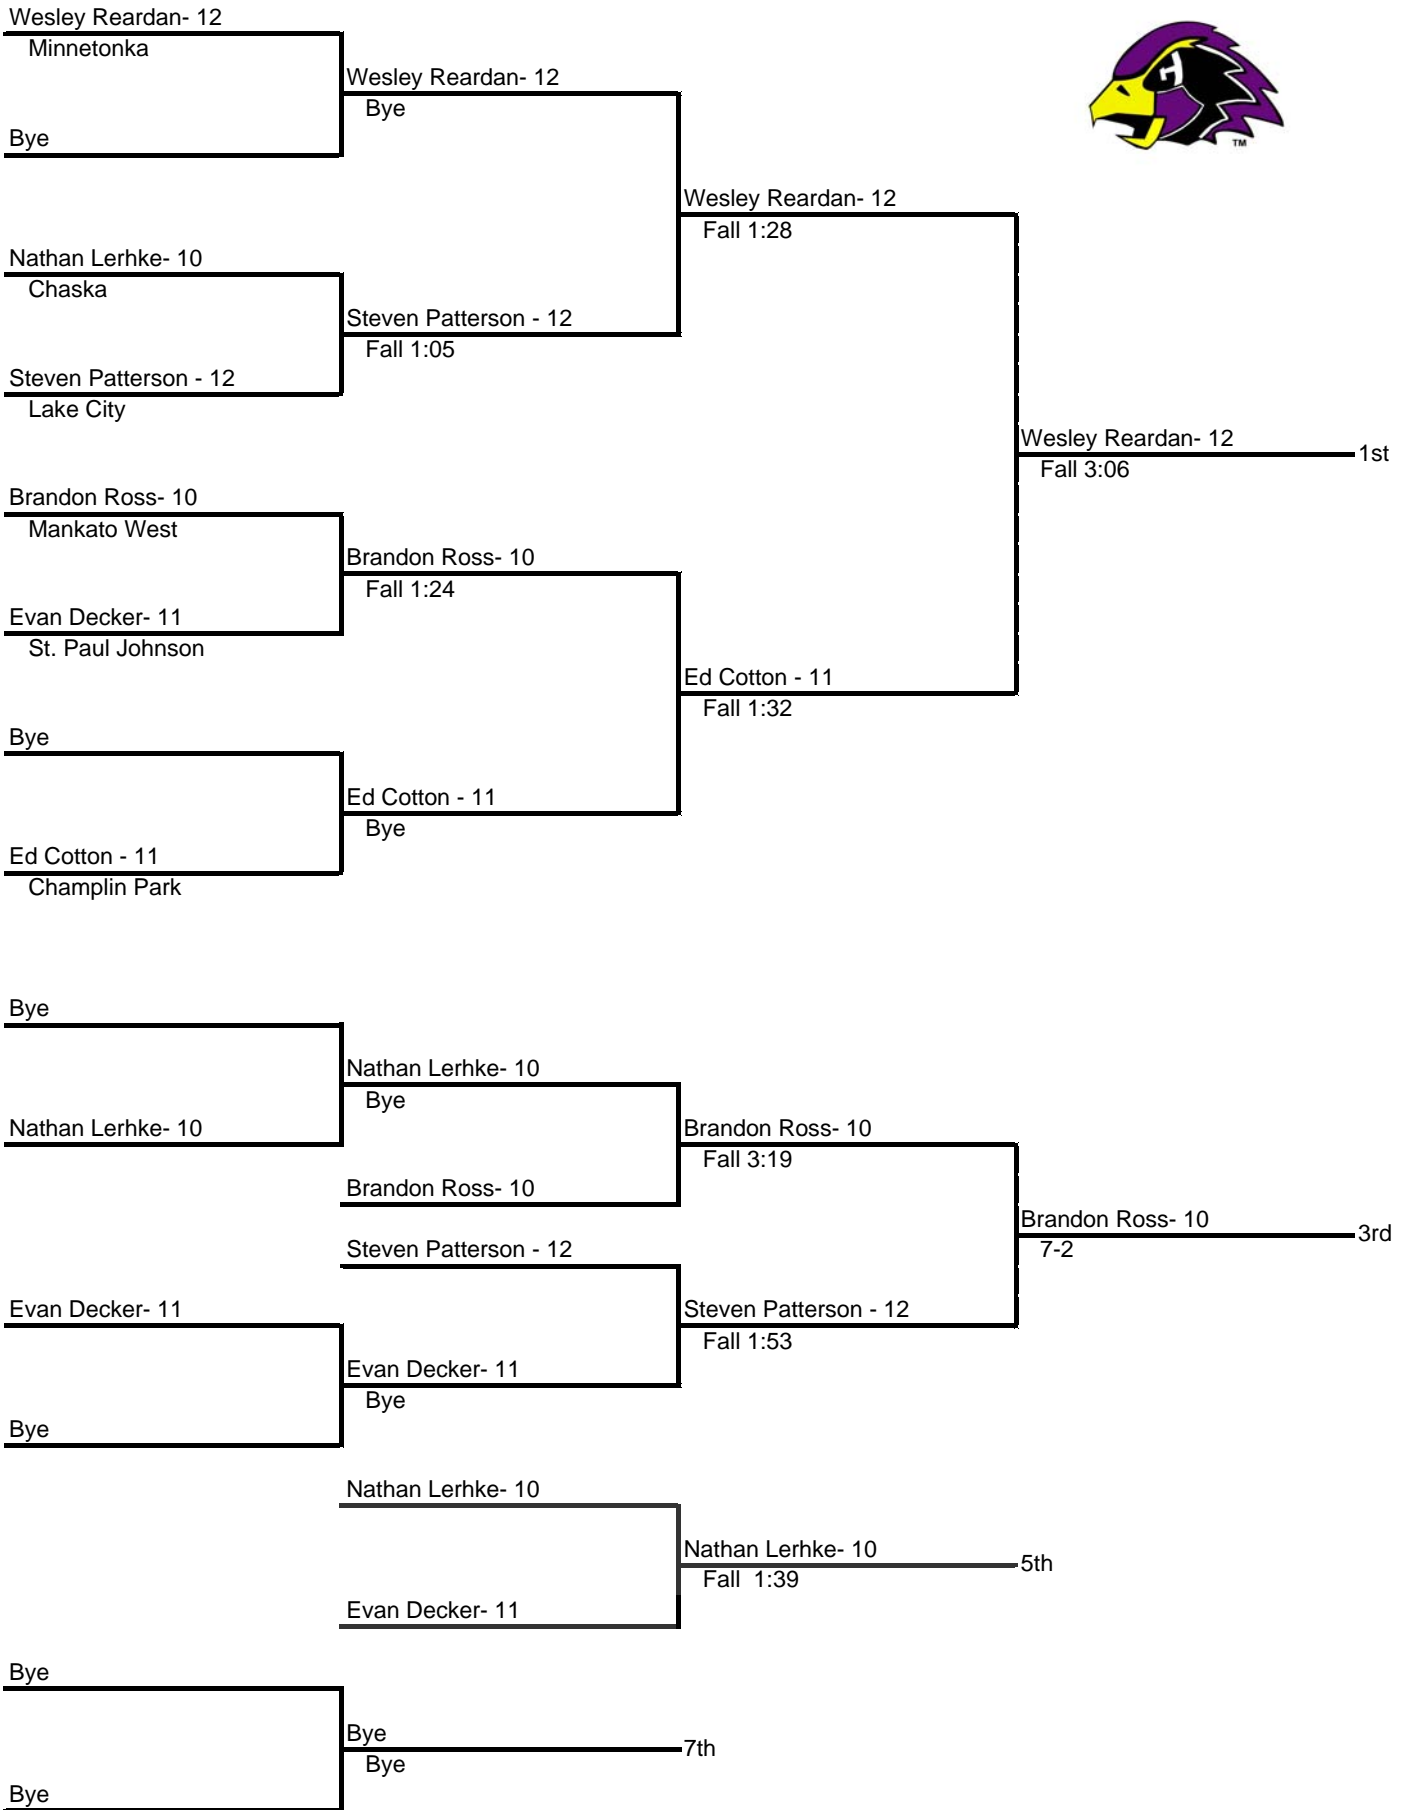 Wesley Reardan- 12
Minnetonka
Wesley Reardan- 12
Bye
Bye
Wesley Reardan- 12
Fall 1:28
Nathan Lerhke- 10
Chaska
Steven Patterson - 12
Fall 1:05
Steven Patterson - 12
Lake City
Wesley Reardan- 12
1st
Fall 3:06
Brandon Ross- 10
Mankato West
Brandon Ross- 10
Fall 1:24
Evan Decker- 11
St. Paul Johnson
Ed Cotton - 11
Fall 1:32
Bye
Ed Cotton - 11
Bye
Ed Cotton - 11
Champlin Park
Bye
Nathan Lerhke- 10
Bye
Nathan Lerhke- 10
Brandon Ross- 10
Fall 3:19
Brandon Ross- 10
Brandon Ross- 10
3rd
7-2
Steven Patterson - 12
Evan Decker- 11
Steven Patterson - 12
Fall 1:53
Evan Decker- 11
Bye
Bye
Nathan Lerhke- 10
Nathan Lerhke- 10
5th
Fall  1:39
Evan Decker- 11
Bye
Bye
7th
Bye
Bye
TM